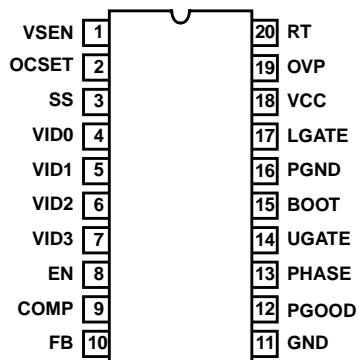 VSEN 1 20 RT
OCSET 2 19 OVP
SS 3 18 VCC
VID0 4 17 LGATE
VID1 5 16 PGND
VID2 6 15 BOOT
VID3 7 14 UGATE
EN 8 13 PHASE
COMP 9 12 PGOOD
FB 10 11 GND